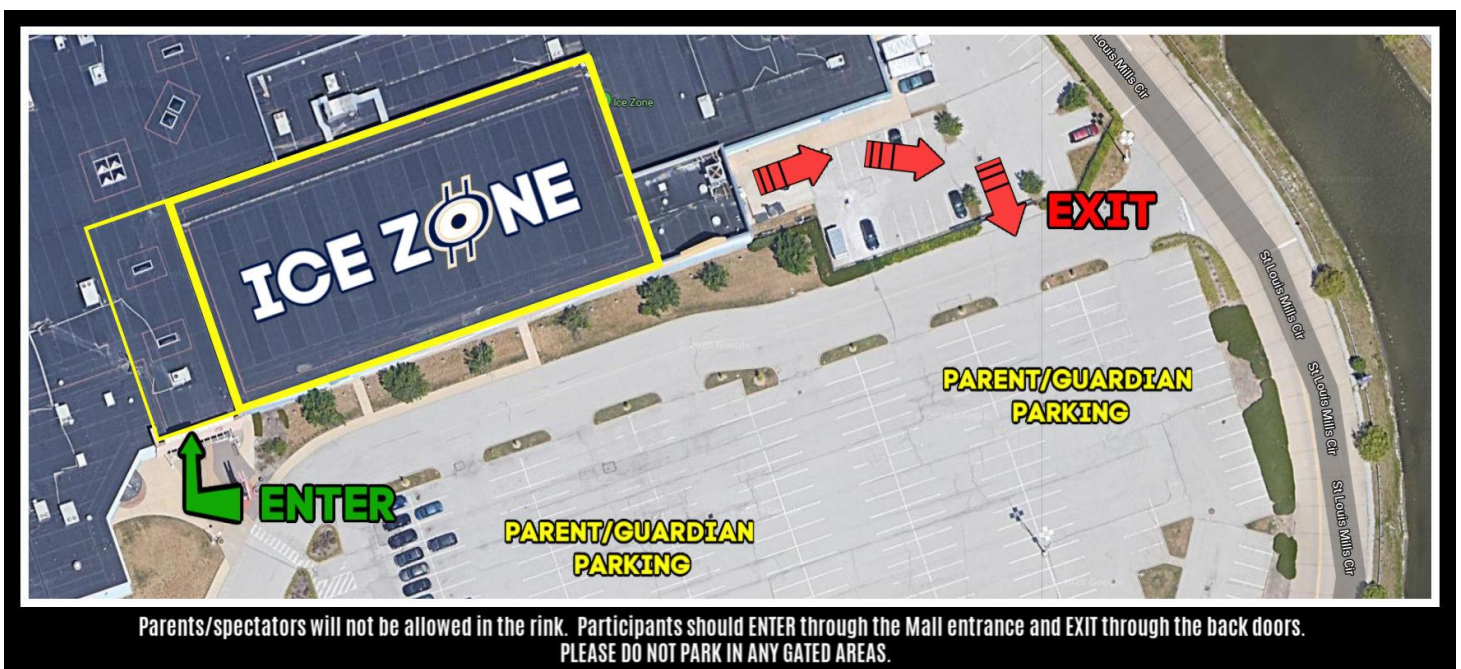 St Louis Mills Cir
Ice Zone
ICE ZONE
EXIT
St Louis Mills Cir
2020 Google
PARENT/GUARDIAN
PARKING
St Louis Mills Cir
ENTER
St Louis Mills Cir
PARENT/GUARDIAN
PARKING
Parents/spectators will not be allowed in the rink. Participants should ENTER through the Mall entrance and EXIT through the back doors.
PLEASE DO NOT PARK IN ANY GATED AREAS.